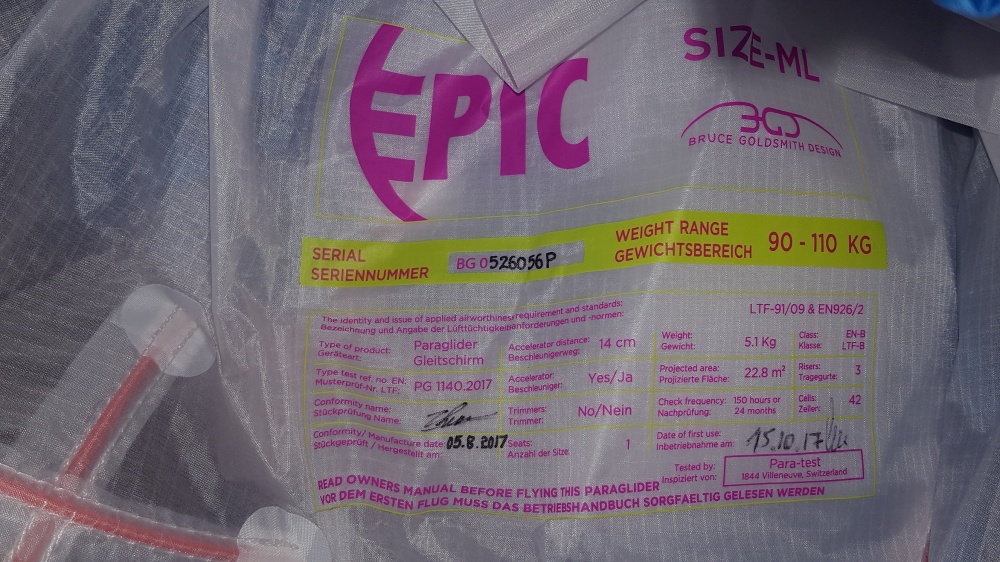 EPIC
SIZE-ML
BGD
BRUCE GOLDSMITH DESIGN
SERIAL
SERIENNUMMER
BG 0526056P
WEIGHT RANGE
GEWICHTSBEREICH
90 - 110 KG
The identity and issue of applied airworthiness requirement and standards:
Bezeichnung und Angabe der Lüfttüchtigkeitsanforderungen und -normen:
LTF-91/09 & EN926/2
Type of product:
Geräteart:
Paraglider
Gleitschirm
Accelerator distance:
Beschleunigerweg:
14 cm
Weight:
Gewicht:
5.1 Kg
Class:
Klasse:
EN-B
LTF-B
Type test ref. no. EN:
Musterprüf-Nr. LTF:
PG 1140.2017
Accelerator:
Beschleuniger:
Yes/Ja
Projected area:
Projizierte Fläche:
22.8 m²
Risers:
Tragegurte:
3
Conformity name:
Stückprüfung Name:
Trimmers:
Trimmer:
No/Nein
Check frequency:
Nachprüfung:
150 hours or
24 months
Cells:
Zellen:
42
Conformity/ Manufacture date:
Stückgeprüft / Hergestellt am:
05.8.2017
Seats:
Anzahl der Sitze:
1
Date of first use:
Inbetriebnahme am:
15.10.17
Tested by:
Inspiziert von:
Para-test
1844 Villeneuve, Switzerland
READ OWNERS MANUAL BEFORE FLYING THIS PARAGLIDER
VOR DEM ERSTEN FLUG MUSS DAS BETRIEBSHANDBUCH SORGFAELTIG GELESEN WERDEN